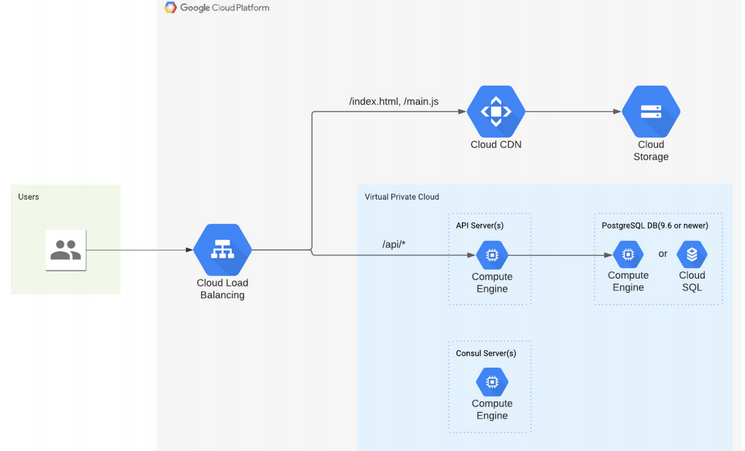 Google Cloud Platform
/index.html, /main.js
Cloud CDN
Cloud
Storage
Users
Virtual Private Cloud
Cloud Load
Balancing
/api/*
API Server(s)
Compute
Engine
PostgreSQL DB(9.6 or newer)
Compute
Engine
or
Cloud
SQL
Consul Server(s)
Compute
Engine